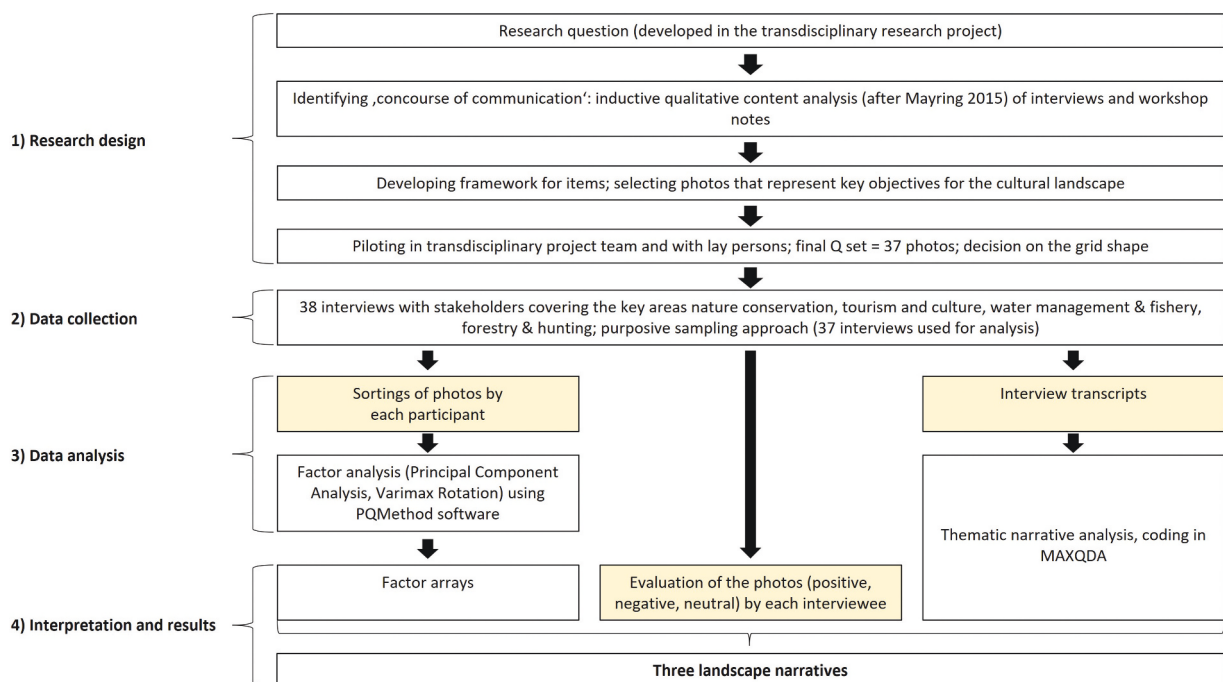 Research question (developed in the transdisciplinary research project)
Identifying ‚concourse of communication‘: inductive qualitative content analysis (after Mayring 2015) of interviews and workshop
notes
1) Research design
Developing framework for items; selecting photos that represent key objectives for the cultural landscape
Piloting in transdisciplinary project team and with lay persons; final Q set = 37 photos; decision on the grid shape
2) Data collection
38 interviews with stakeholders covering the key areas nature conservation, tourism and culture, water management & fishery,
forestry & hunting; purposive sampling approach (37 interviews used for analysis)
3) Data analysis
Sortings of photos by
each participant
Interview transcripts
Factor analysis (Principal Component
Analysis, Varimax Rotation) using
PQMethod software
Thematic narrative analysis, coding in
MAXQDA
4) Interpretation and results
Factor arrays
Evaluation of the photos (positive,
negative, neutral) by each interviewee
Three landscape narratives